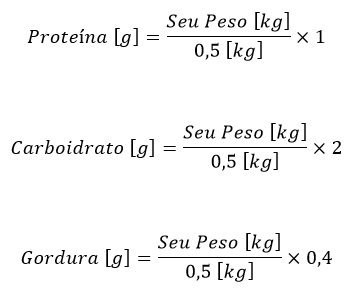 Proteína [g] = Seu Peso [kg] / 0,5 [kg] × 1
Carboidrato [g] = Seu Peso [kg] / 0,5 [kg] × 2
Gordura [g] = Seu Peso [kg] / 0,5 [kg] × 0,4